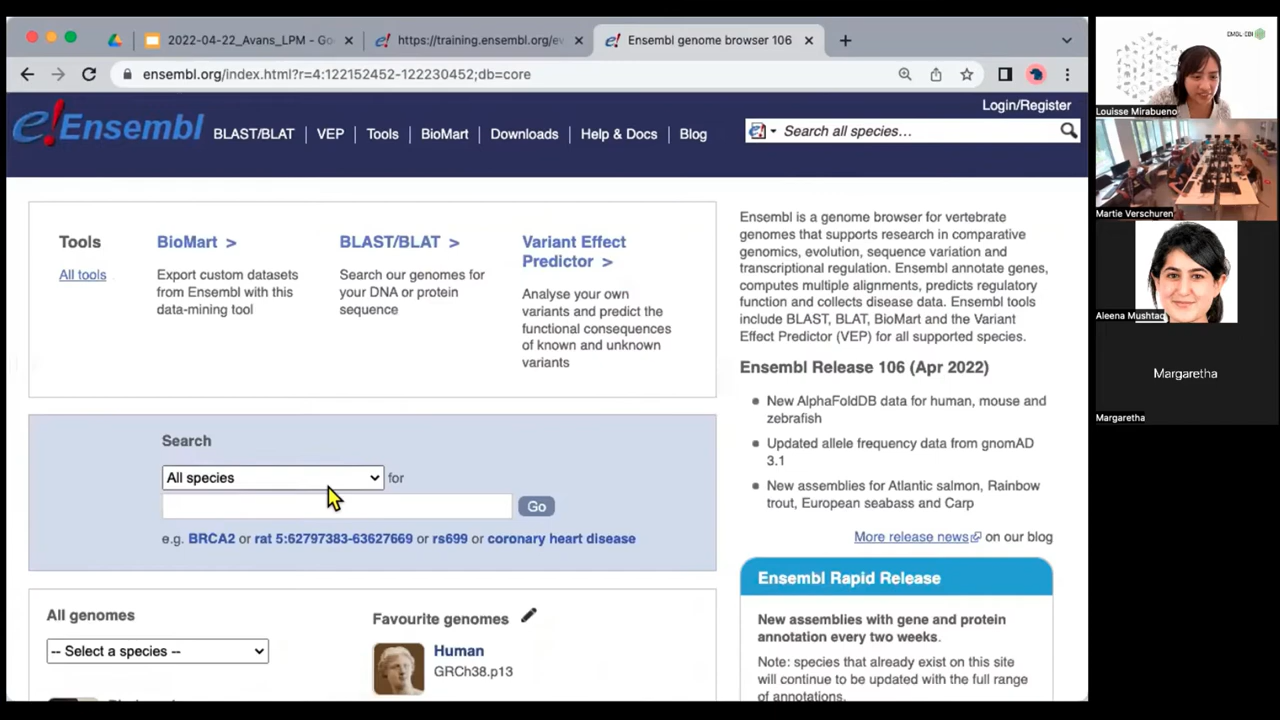 2022-04-22_Avans_LPM - Go
https://training.ensembl.org/ev
Ensembl genome browser 106
ensembl.org/index.html?r=4:122152452-122230452;db=core
Login/Register
e!Ensembl
BLAST/BLAT | VEP | Tools | BioMart | Downloads | Help & Docs | Blog
Search all species…
Tools
All tools
BioMart >
Export custom datasets
from Ensembl with this
data-mining tool
BLAST/BLAT >
Search our genomes for
your DNA or protein
sequence
Variant Effect
Predictor >
Analyse your own
variants and predict the
functional consequences
of known and unknown
variants
Search
All species
for
Go
e.g. BRCA2 or rat 5:62797383-63627669 or rs699 or coronary heart disease
All genomes
-- Select a species --
Favourite genomes
Human
GRCh38.p13
Ensembl is a genome browser for vertebrate
genomes that supports research in comparative
genomics, evolution, sequence variation and
transcriptional regulation. Ensembl annotate genes,
computes multiple alignments, predicts regulatory
function and collects disease data. Ensembl tools
include BLAST, BLAT, BioMart and the Variant
Effect Predictor (VEP) for all supported species.
Ensembl Release 106 (Apr 2022)
New AlphaFoldDB data for human, mouse and
zebrafish
Updated allele frequency data from gnomAD
3.1
New assemblies for Atlantic salmon, Rainbow
trout, European seabass and Carp
More release news on our blog
Ensembl Rapid Release
New assemblies with gene and protein
annotation every two weeks.
Note: species that already exist on this site
will continue to be updated with the full range
of annotations.
EMBL-EBI
Louisse Mirabueno
Martie Verschuren
Aleena Mushtaq
Margaretha
Margaretha